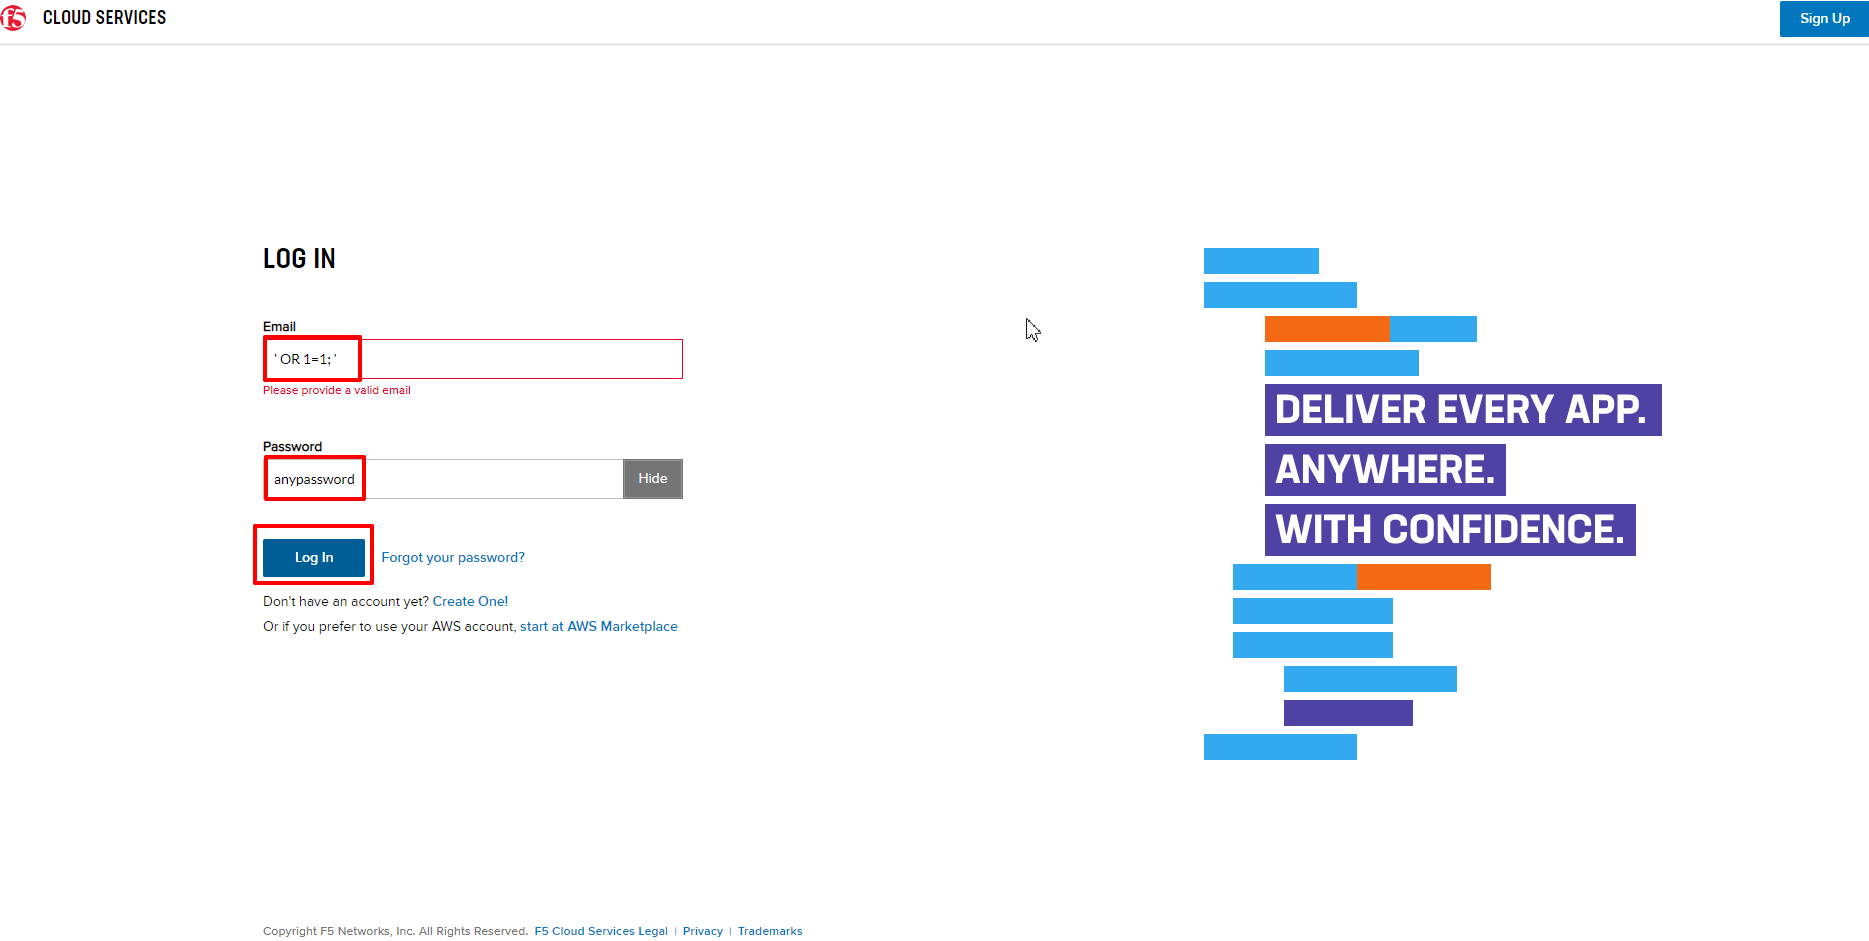 f5 CLOUD SERVICES
Sign Up
LOG IN
Email
' OR 1=1; '
Please provide a valid email
Password
anypassword
Hide
Log In Forgot your password?
Don't have an account yet? Create One!
Or if you prefer to use your AWS account, start at AWS Marketplace
DELIVER EVERY APP.
ANYWHERE.
WITH CONFIDENCE.
Copyright F5 Networks, Inc. All Rights Reserved. F5 Cloud Services Legal | Privacy | Trademarks